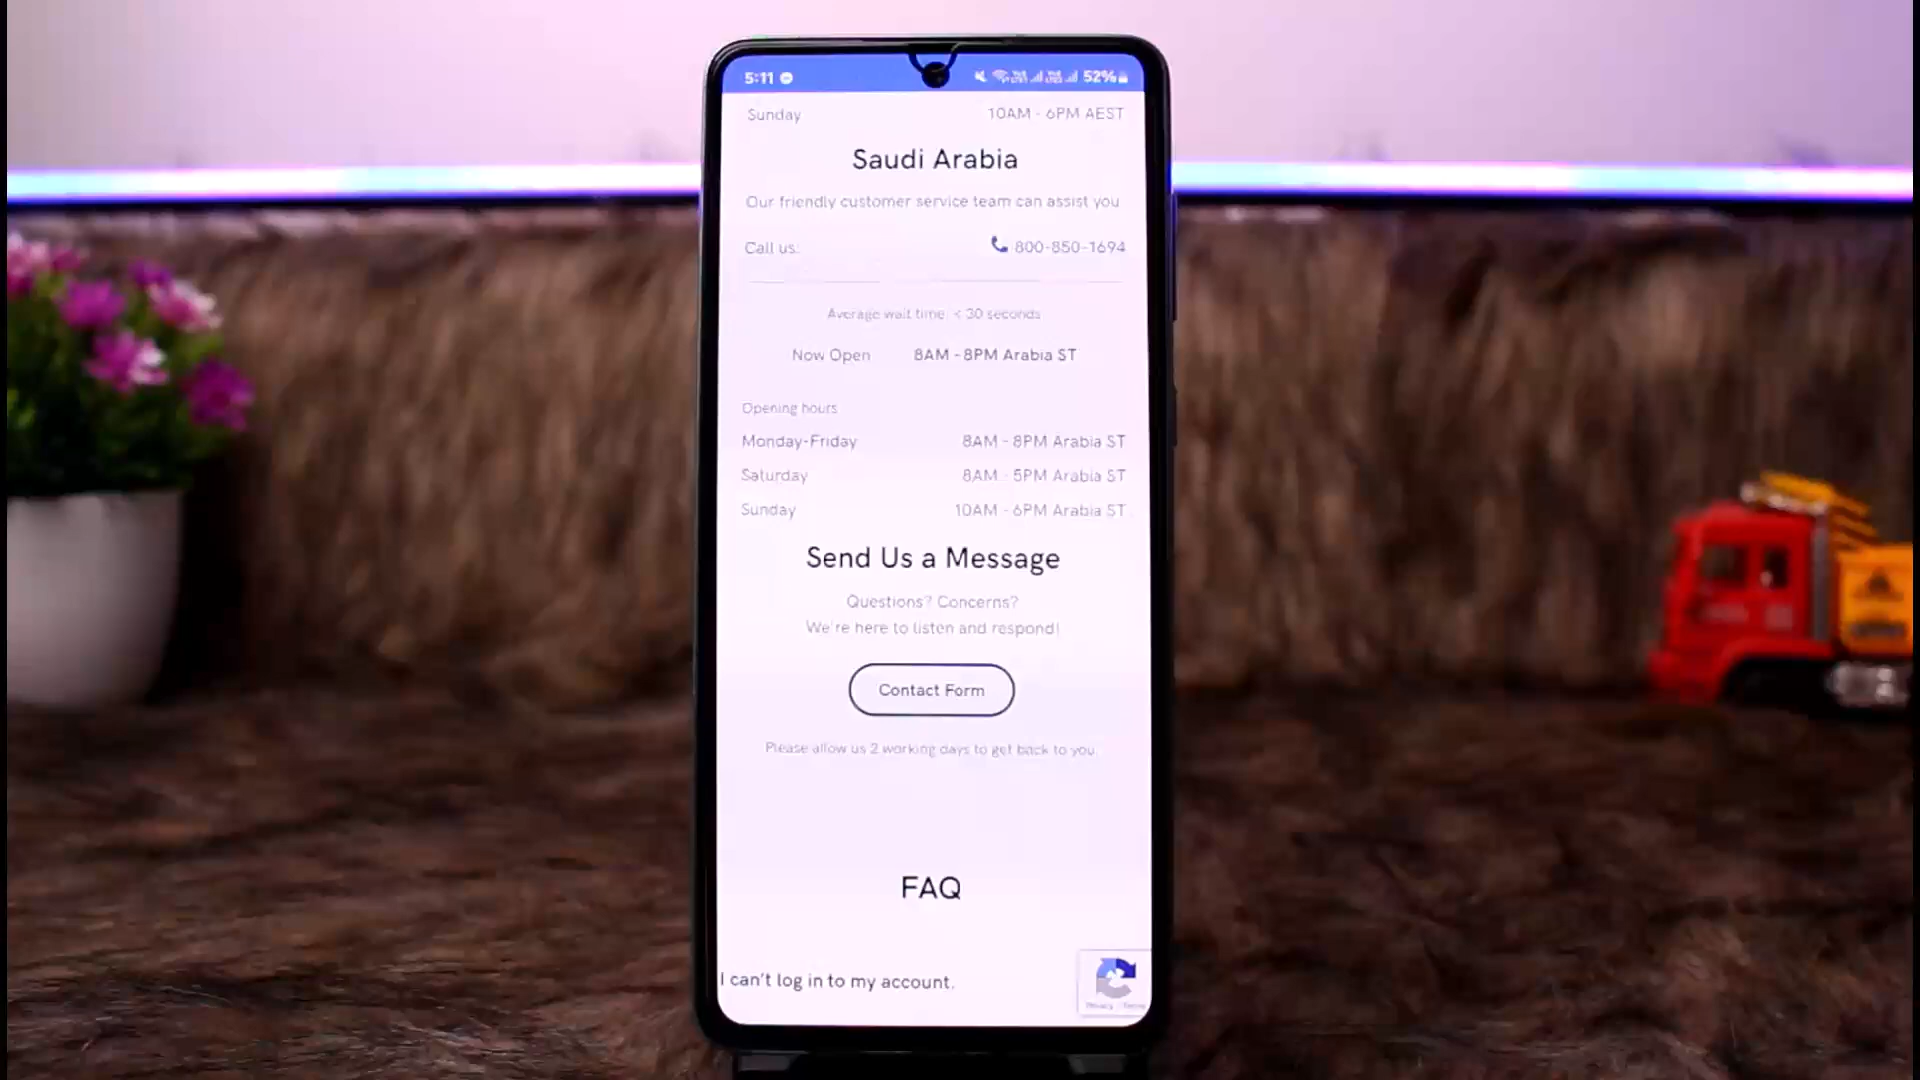 5:11
52%
Sunday 10AM - 6PM AEST
Saudi Arabia
Our friendly customer service team can assist you
Call us: 800-850-1694
Average wait time: < 30 seconds
Now Open 8AM - 8PM Arabia ST
Opening hours
Monday-Friday 8AM - 8PM Arabia ST
Saturday 8AM - 5PM Arabia ST
Sunday 10AM - 6PM Arabia ST
Send Us a Message
Questions? Concerns?
We're here to listen and respond!
Contact Form
Please allow us 2 working days to get back to you.
FAQ
I can't log in to my account.
Privacy - Terms